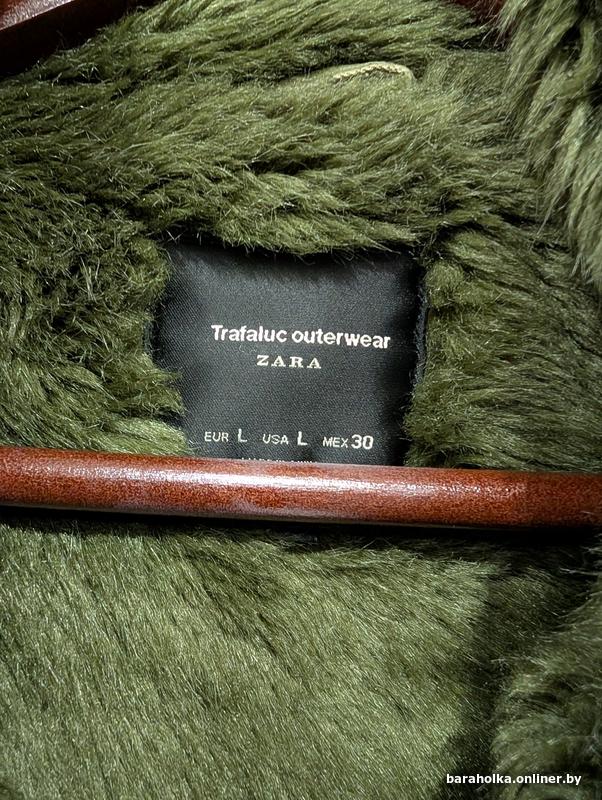 Trafaluc outerwear
ZARA
EUR L USA L MEX 30
baraholka.onliner.by